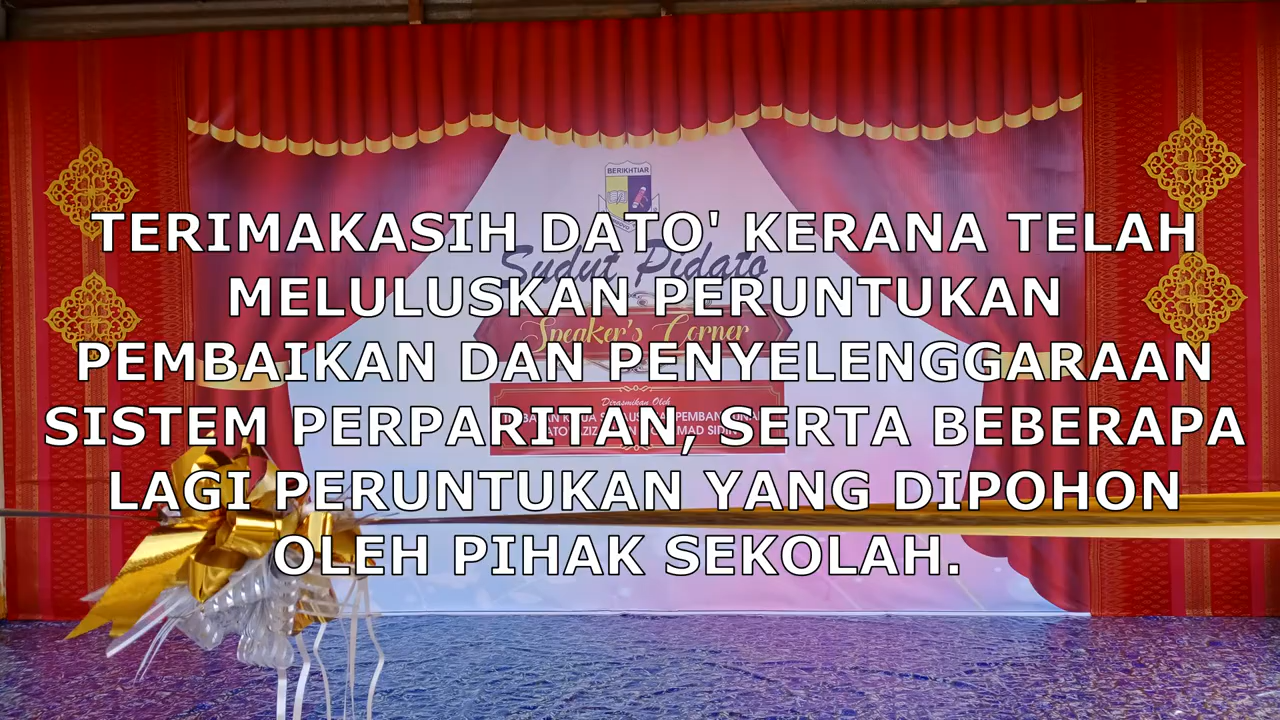 BERIKHTIAR
TERIMAKASIH DATO' KERANA TELAH
Sudut Pidato
MELULUSKAN PERUNTUKAN
Speaker's Corner
PEMBAIKAN DAN PENYELENGGARAAN
Dirasmikan Oleh
SISTEM PERPARITAN, SERTA BEBERAPA
LAGI PERUNTUKAN YANG DIPOHON
OLEH PIHAK SEKOLAH.